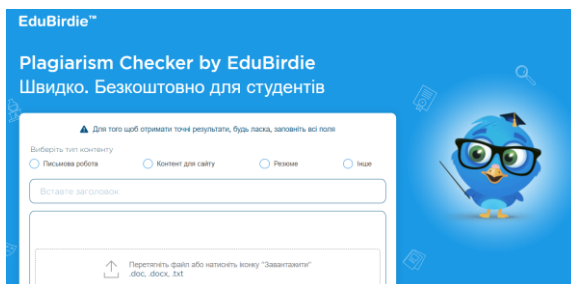 EduBirdie™
Plagiarism Checker by EduBirdie
Швидко. Безкоштовно для студентів
Для того щоб отримати точні результати, будь ласка, заповніть всі поля
Виберіть тип контенту
Письмова робота Контент для сайту Резюме Інше
Вставте заголовок
Перетягніть файл або натисніть іконку "Завантажити"
.doc, .docx, .txt